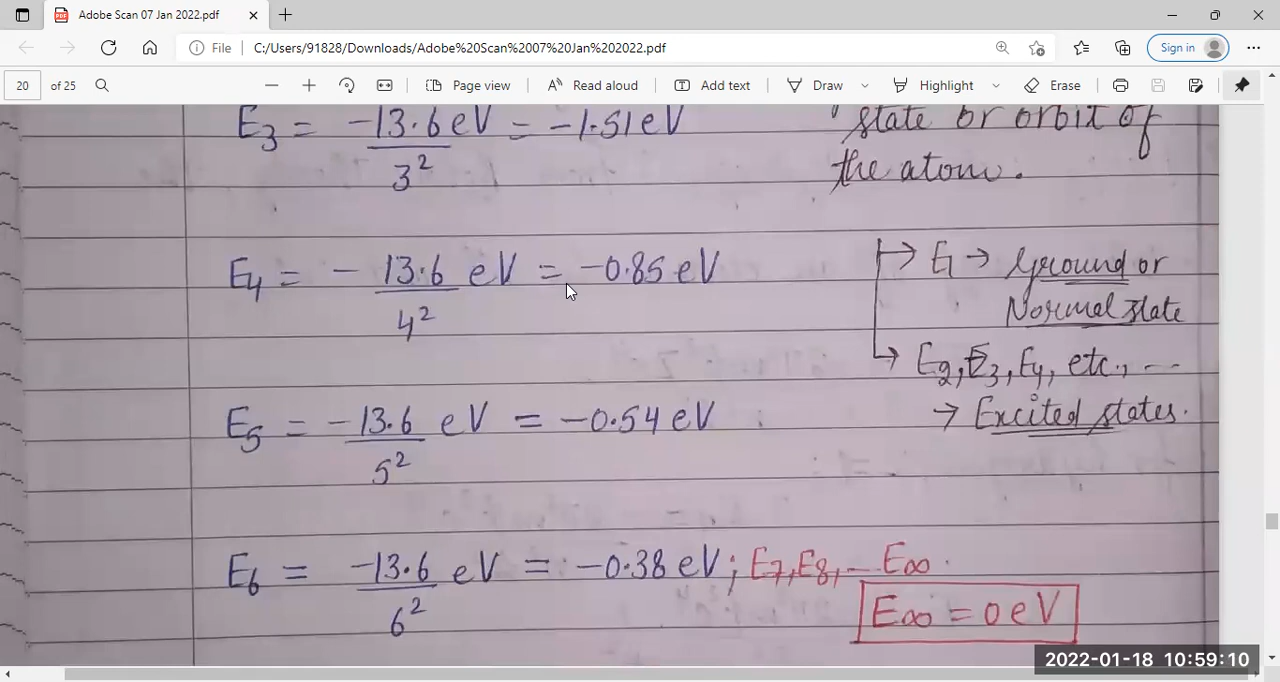 Adobe Scan 07 Jan 2022.pdf
File C:/Users/91828/Downloads/Adobe%20Scan%2007%20Jan%202022.pdf Sign in
20 of 25 Page view Read aloud Add text Draw Highlight Erase
E3 = -13.6 eV = -1.51 eV
3²
state or orbit of
the atom.
E4 = - 13.6 eV = -0.85 eV
4²
→ E1 → Ground or
Normal state
→ E2, E3, E4, etc., ---
→ Excited states.
E5 = -13.6 eV = -0.54 eV
5²
E6 = -13.6 eV = -0.38 eV; E7, E8, --- E∞.
6²
E∞ = 0 eV
2022-01-18 10:59:10